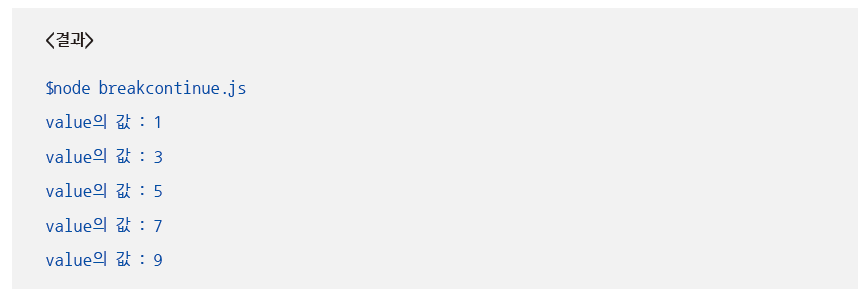 <결과>
$node breakcontinue.js
value의 값 : 1
value의 값 : 3
value의 값 : 5
value의 값 : 7
value의 값 : 9